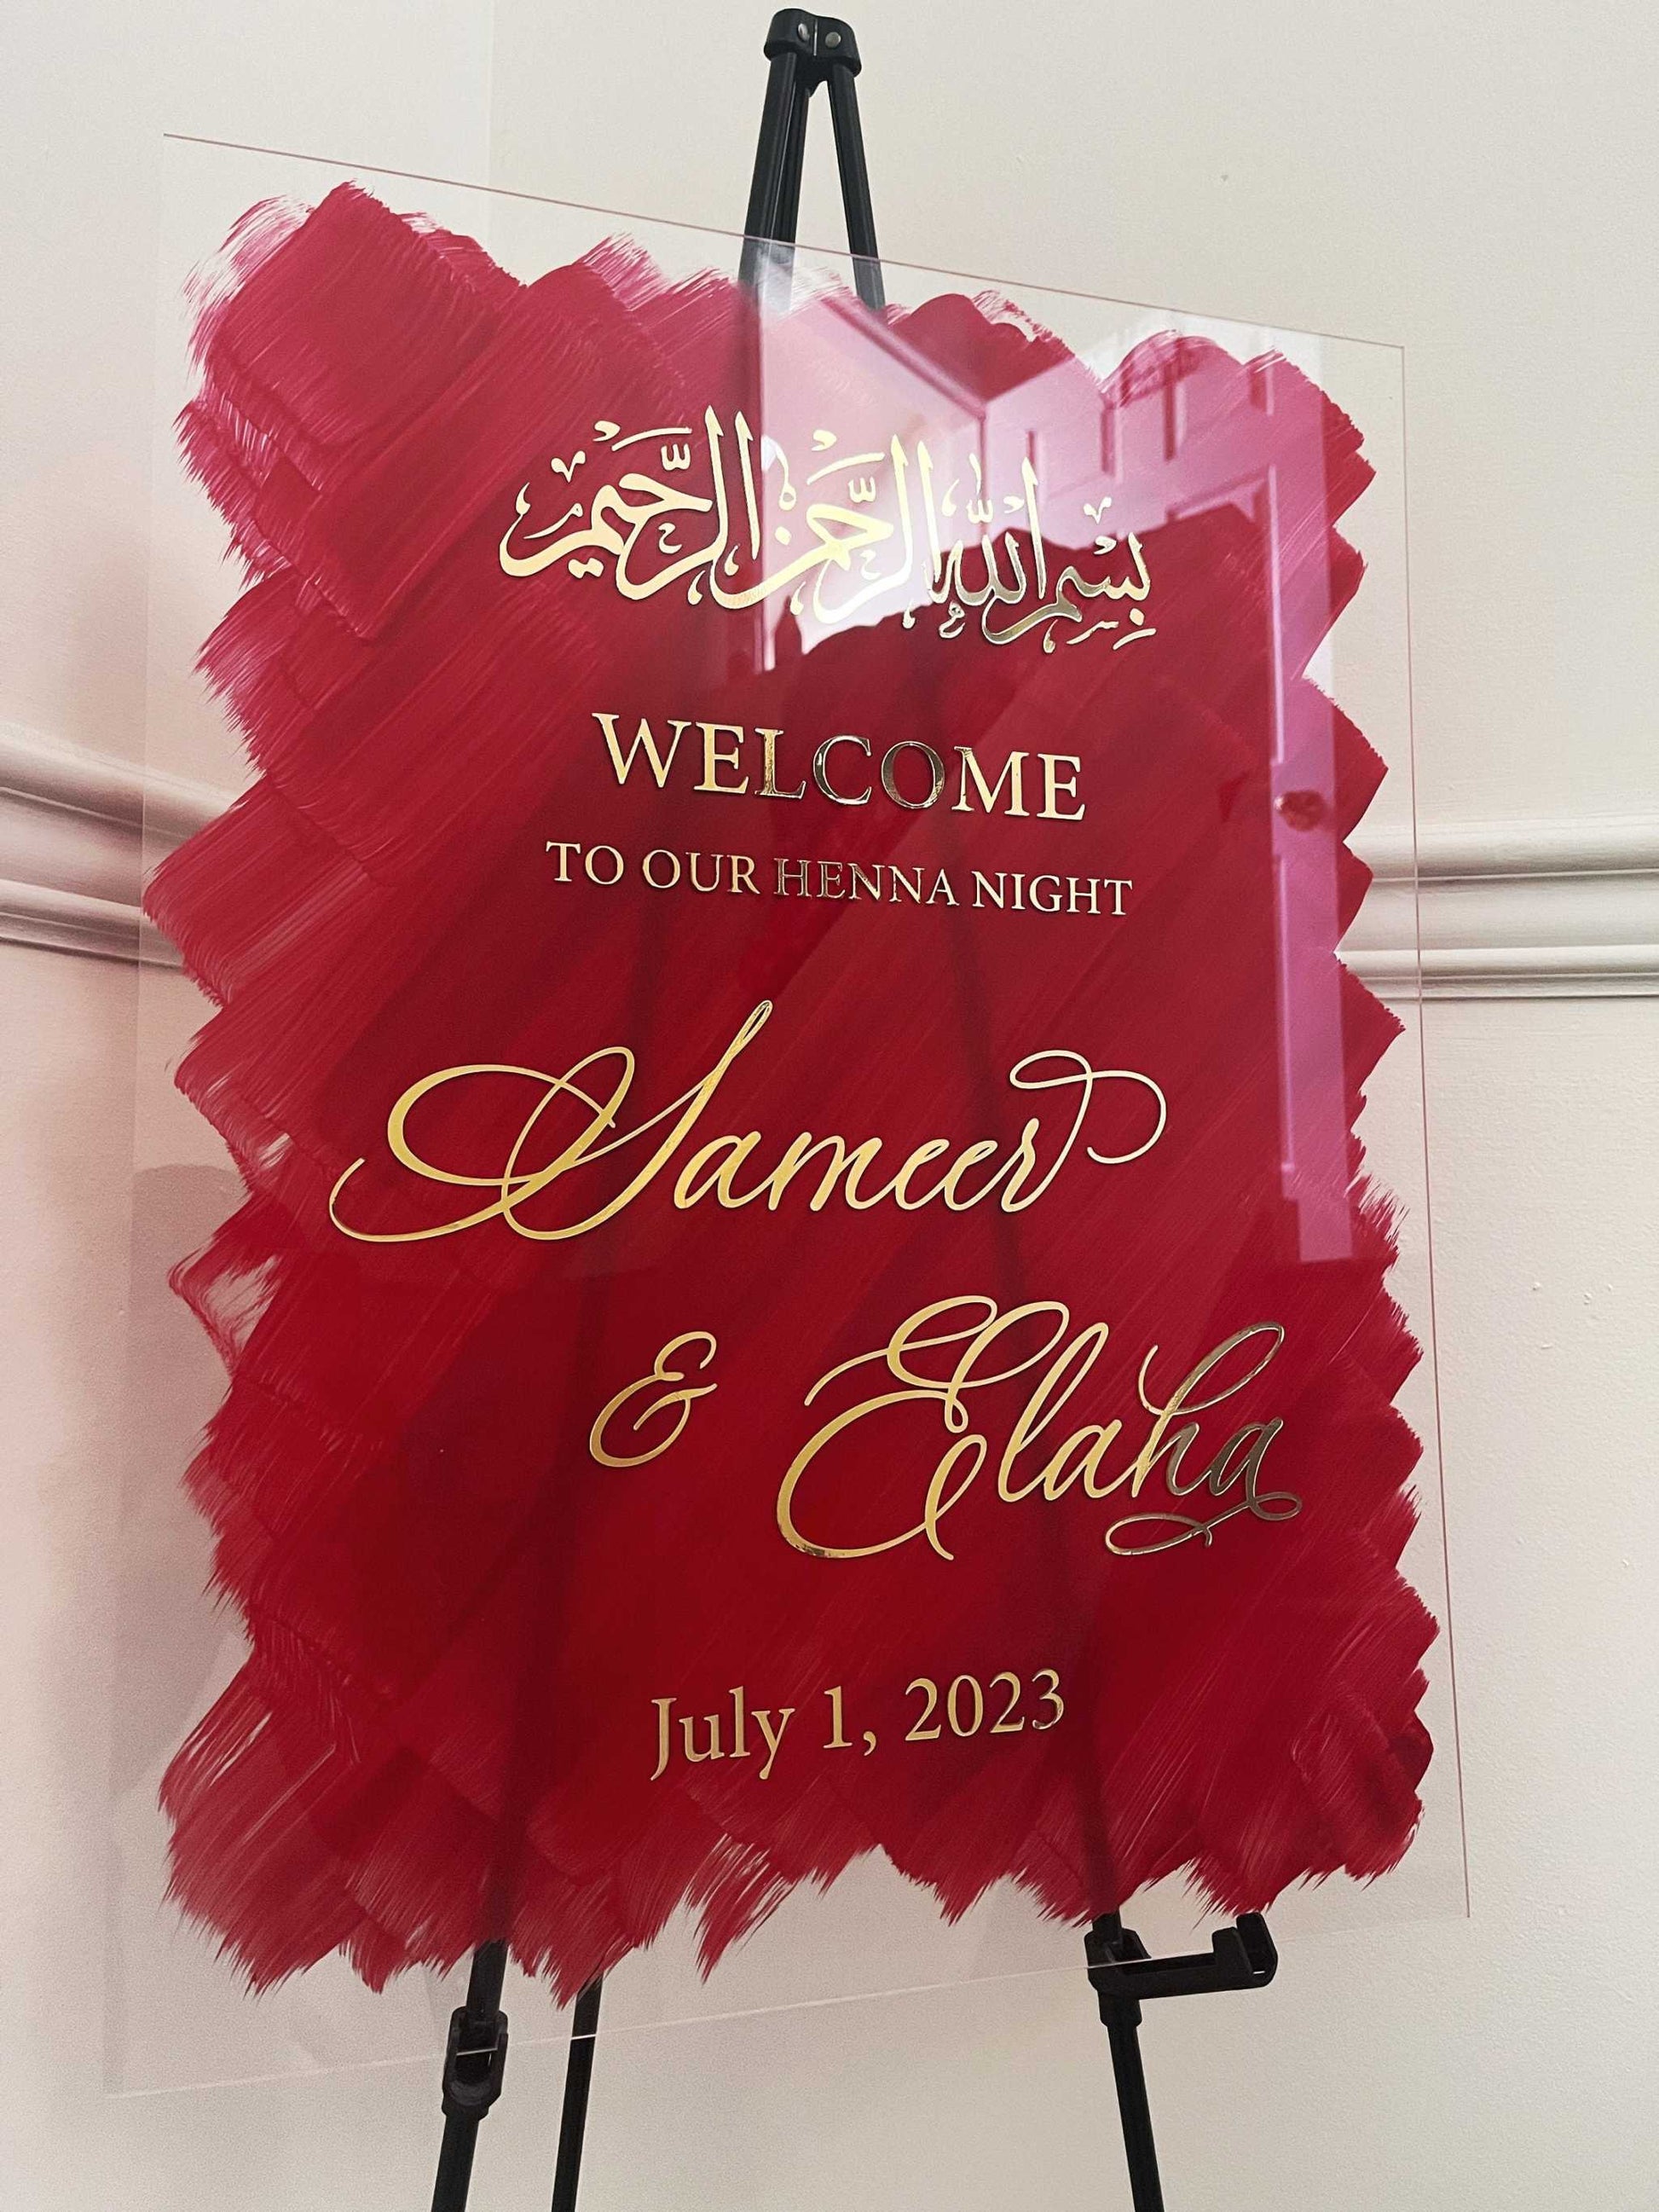 بسم الله الرحمن الرحيم
WELCOME
TO OUR HENNA NIGHT
Sameer
& Elaha
July 1, 2023